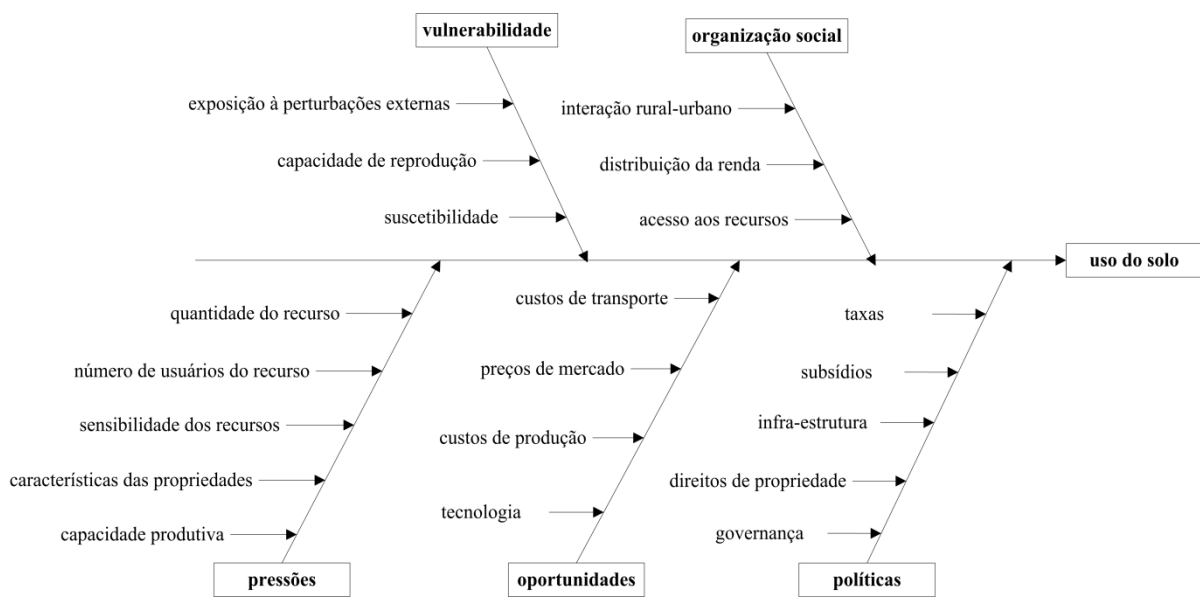 vulnerabilidade
exposição à perturbações externas
capacidade de reprodução
suscetibilidade
organização social
interação rural-urbano
distribuição da renda
acesso aos recursos
uso do solo
quantidade do recurso
número de usuários do recurso
sensibilidade dos recursos
características das propriedades
capacidade produtiva
pressões
custos de transporte
preços de mercado
custos de produção
tecnologia
oportunidades
taxas
subsídios
infra-estrutura
direitos de propriedade
governança
políticas